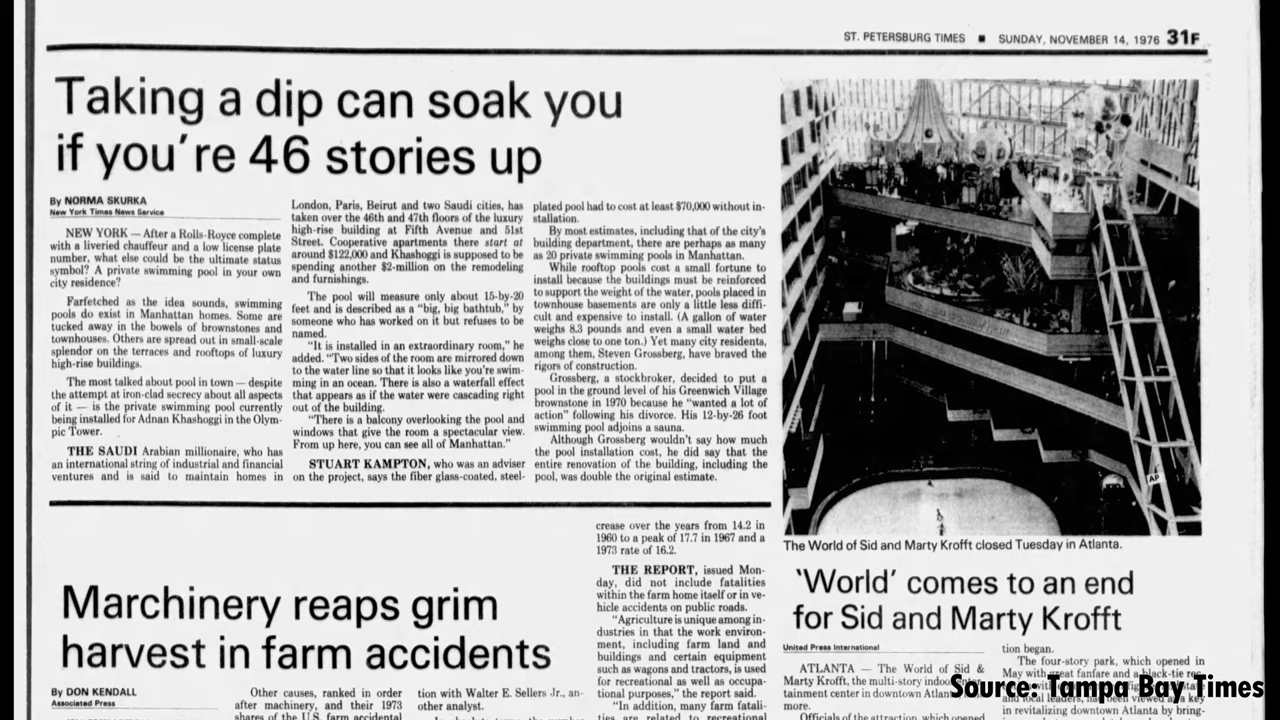 ST. PETERSBURG TIMES ■ SUNDAY, NOVEMBER 14, 1976 31F
Taking a dip can soak you
if you're 46 stories up
By NORMA SKURKA
New York Times News Service
NEW YORK — After a Rolls-Royce complete
with a liveried chauffeur and a low license plate
number, what else could be the ultimate status
symbol? A private swimming pool in your own
city residence?
Farfetched as the idea sounds, swimming
pools do exist in Manhattan homes. Some are
tucked away in the bowels of brownstones and
townhouses. Others are spread out in small-scale
splendor on the terraces and rooftops of luxury
high-rise buildings.
The most talked about pool in town — despite
the attempt at iron-clad secrecy about all aspects
of it — is the private swimming pool currently
being installed for Adnan Khashoggi in the Olym-
pic Tower.
THE SAUDI Arabian millionaire, who has
an international string of industrial and financial
ventures and is said to maintain homes in
London, Paris, Beirut and two Saudi cities, has
taken over the 46th and 47th floors of the luxury
high-rise building at Fifth Avenue and 51st
Street. Cooperative apartments there start at
around $122,000 and Khashoggi is supposed to be
spending another $2-million on the remodeling
and furnishings.
The pool will measure only about 15-by-20
feet and is described as a "big, big bathtub," by
someone who has worked on it but refuses to be
named.
"It is installed in an extraordinary room," he
added. "Two sides of the room are mirrored down
to the water line so that it looks like you're swim-
ming in an ocean. There is also a waterfall effect
that appears as if the water were cascading right
out of the building.
"There is a balcony overlooking the pool and
windows that give the room a spectacular view.
From up here, you can see all of Manhattan."
STUART KAMPTON, who was an adviser
on the project, says the fiber glass-coated, steel-
plated pool had to cost at least $70,000 without in-
stallation.
By most estimates, including that of the city's
building department, there are perhaps as many
as 20 private swimming pools in Manhattan.
While rooftop pools cost a small fortune to
install because the buildings must be reinforced
to support the weight of the water, pools placed in
townhouse basements are only a little less diffi-
cult and expensive to install. (A gallon of water
weighs 8.3 pounds and even a small water bed
weighs close to one ton.) Yet many city residents,
among them, Steven Grossberg, have braved the
rigors of construction.
Grossberg, a stockbroker, decided to put a
pool in the ground level of his Greenwich Village
brownstone in 1970 because he "wanted a lot of
action" following his divorce. His 12-by-26 foot
swimming pool adjoins a sauna.
Although Grossberg wouldn't say how much
the pool installation cost, he did say that the
entire renovation of the building, including the
pool, was double the original estimate.
AP
The World of Sid and Marty Krofft closed Tuesday in Atlanta.
Marchinery reaps grim
harvest in farm accidents
By DON KENDALL
Associated Press
Other causes, ranked in order
after machinery, and their 1973
shares of the U.S. farm accidental
tion with Walter E. Sellers Jr., an-
other analyst.
crease over the years from 14.2 in
1960 to a peak of 17.7 in 1967 and a
1973 rate of 16.2.
THE REPORT, issued Mon-
day, did not include fatalities
within the farm home itself or in ve-
hicle accidents on public roads.
"Agriculture is unique among in-
dustries in that the work environ-
ment, including farm land and
buildings and certain equipment
such as wagons and tractors, is used
for recreational as well as occupa-
tional purposes," the report said.
"In addition, many farm fatali-
ties are related to recreational
'World' comes to an end
for Sid and Marty Krofft
United Press International
ATLANTA — The World of Sid &
Marty Krofft, the multi-story indoor
tainment center in downtown
more.
Officials of the attraction, which opened
tion began.
The four-story park, which opened in
May with great fanfare and a black-tie
and local leaders, had been viewed as a key
in revitalizing downtown Atlanta by bring-
Source: Tampa Bay Times